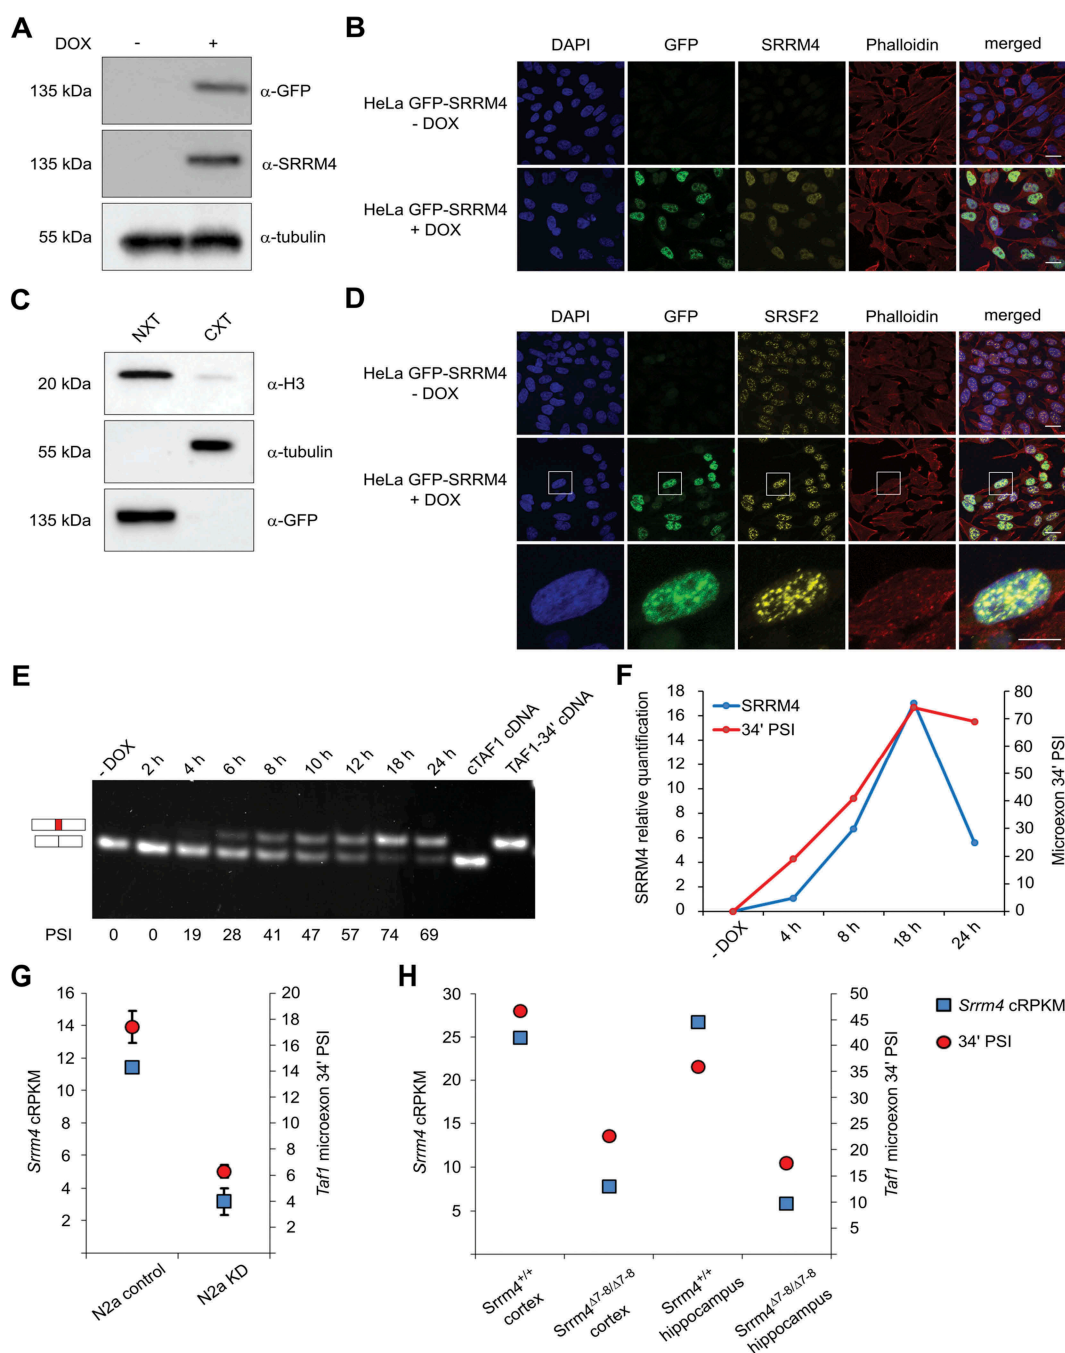 A
DOX - +
135 kDa α-GFP
135 kDa α-SRRM4
55 kDa α-tubulin
B
DAPI GFP SRRM4 Phalloidin merged
HeLa GFP-SRRM4
- DOX
HeLa GFP-SRRM4
+ DOX
C
NXT CXT
20 kDa α-H3
55 kDa α-tubulin
135 kDa α-GFP
D
DAPI GFP SRSF2 Phalloidin merged
HeLa GFP-SRRM4
- DOX
HeLa GFP-SRRM4
+ DOX
E
- DOX 2 h 4 h 6 h 8 h 10 h 12 h 18 h 24 h cTAF1 cDNA TAF1-34' cDNA
PSI 0 0 19 28 41 47 57 74 69
F
SRRM4
34' PSI
SRRM4 relative quantification
18
16
14
12
10
8
6
4
2
0
Microexon 34' PSI
80
70
60
50
40
30
20
10
0
- DOX 4 h 8 h 18 h 24 h
G
Srrm4 cRPKM
16
14
12
10
8
6
4
2
Taf1 microexon 34' PSI
20
18
16
14
12
10
8
6
4
2
N2a control N2a KD
H
Srrm4 cRPKM
30
25
20
15
10
5
Taf1 microexon 34' PSI
50
45
40
35
30
25
20
15
10
5
Srrm4+/+
cortex
Srrm4Δ7-8/Δ7-8
cortex
Srrm4+/+
hippocampus
Srrm4Δ7-8/Δ7-8
hippocampus
Srrm4 cRPKM
34' PSI